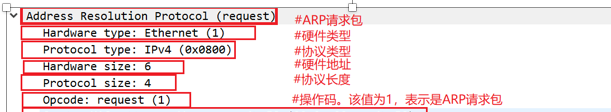 Address Resolution Protocol (request) #ARP请求包
Hardware type: Ethernet (1) #硬件类型
Protocol type: IPv4 (0x0800) #协议类型
Hardware size: 6 #硬件地址
Protocol size: 4 #协议长度
Opcode: request (1) #操作码。该值为1，表示是ARP请求包